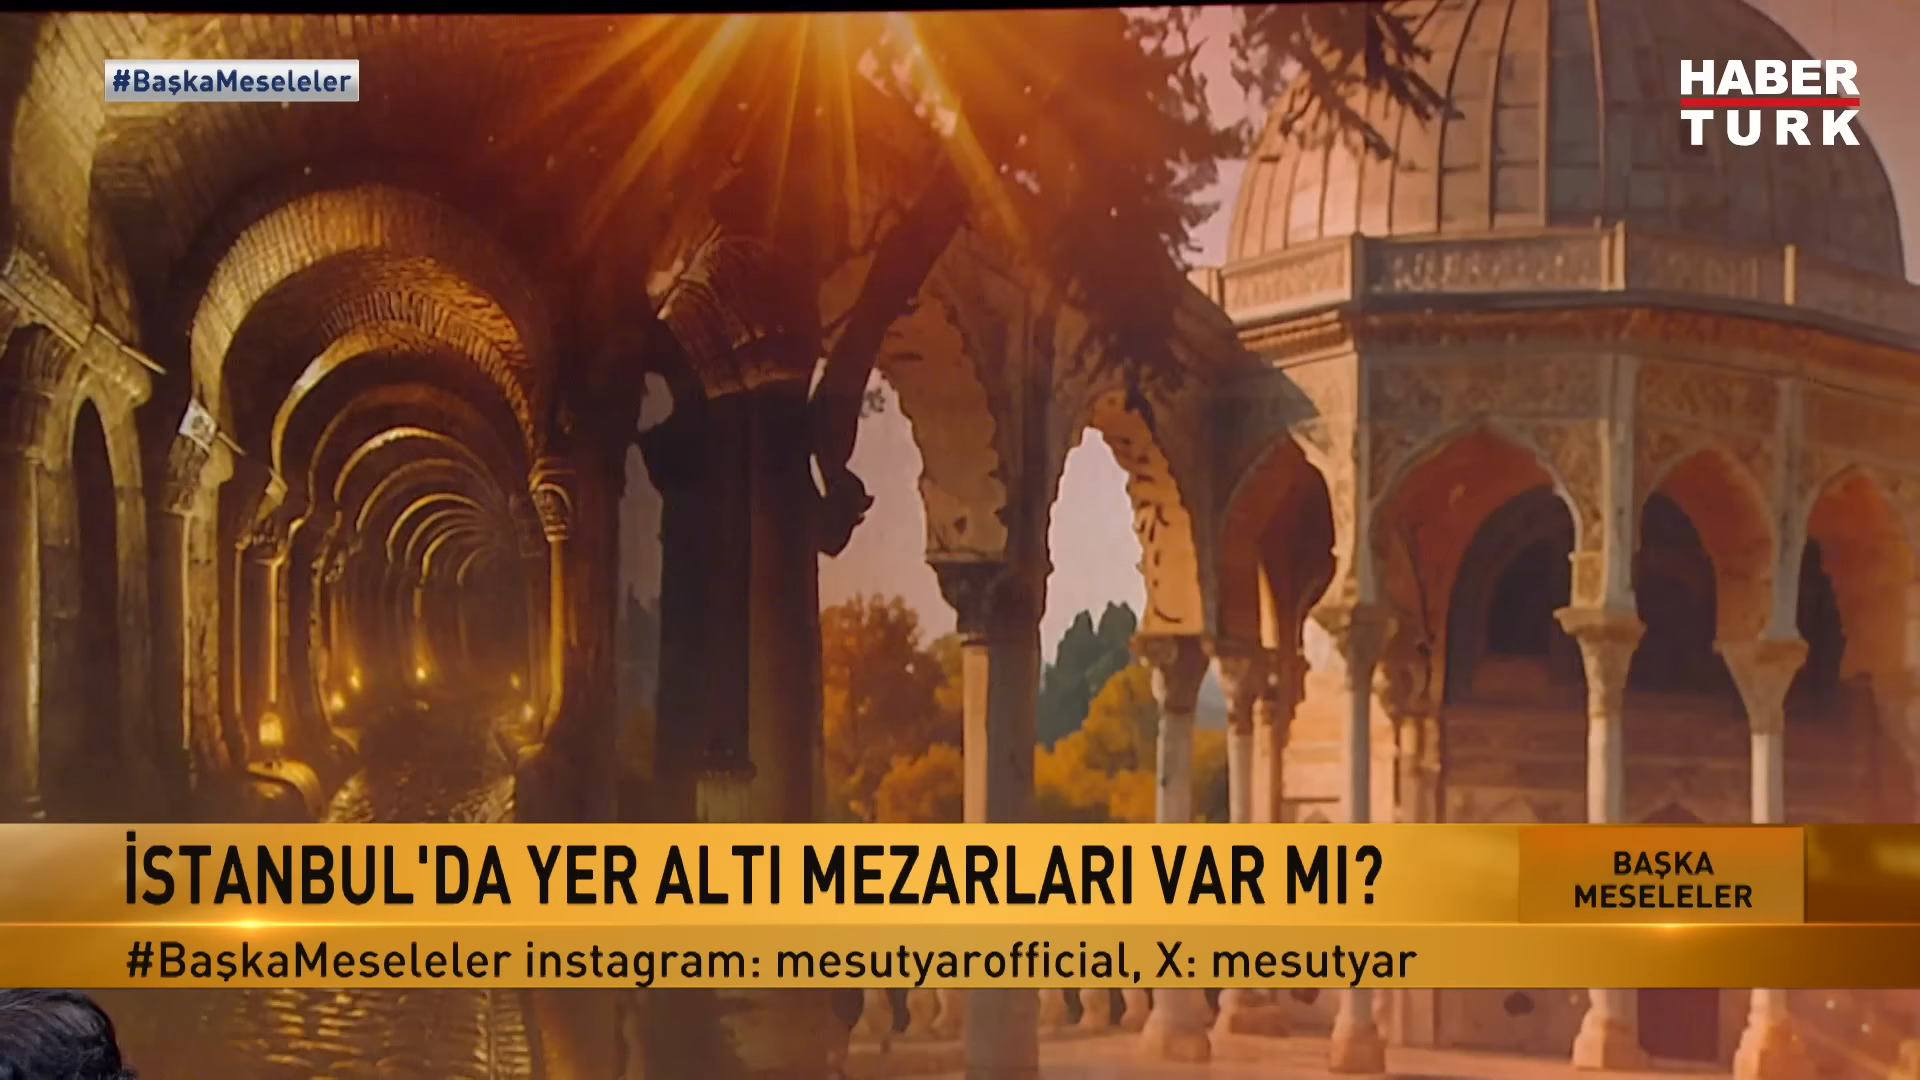 #BaşkaMeseleler
HABER
TURK
İSTANBUL'DA YER ALTI MEZARLARI VAR MI?
BAŞKA
MESELELER
#BaşkaMeseleler instagram: mesutyarofficial, X: mesutyar